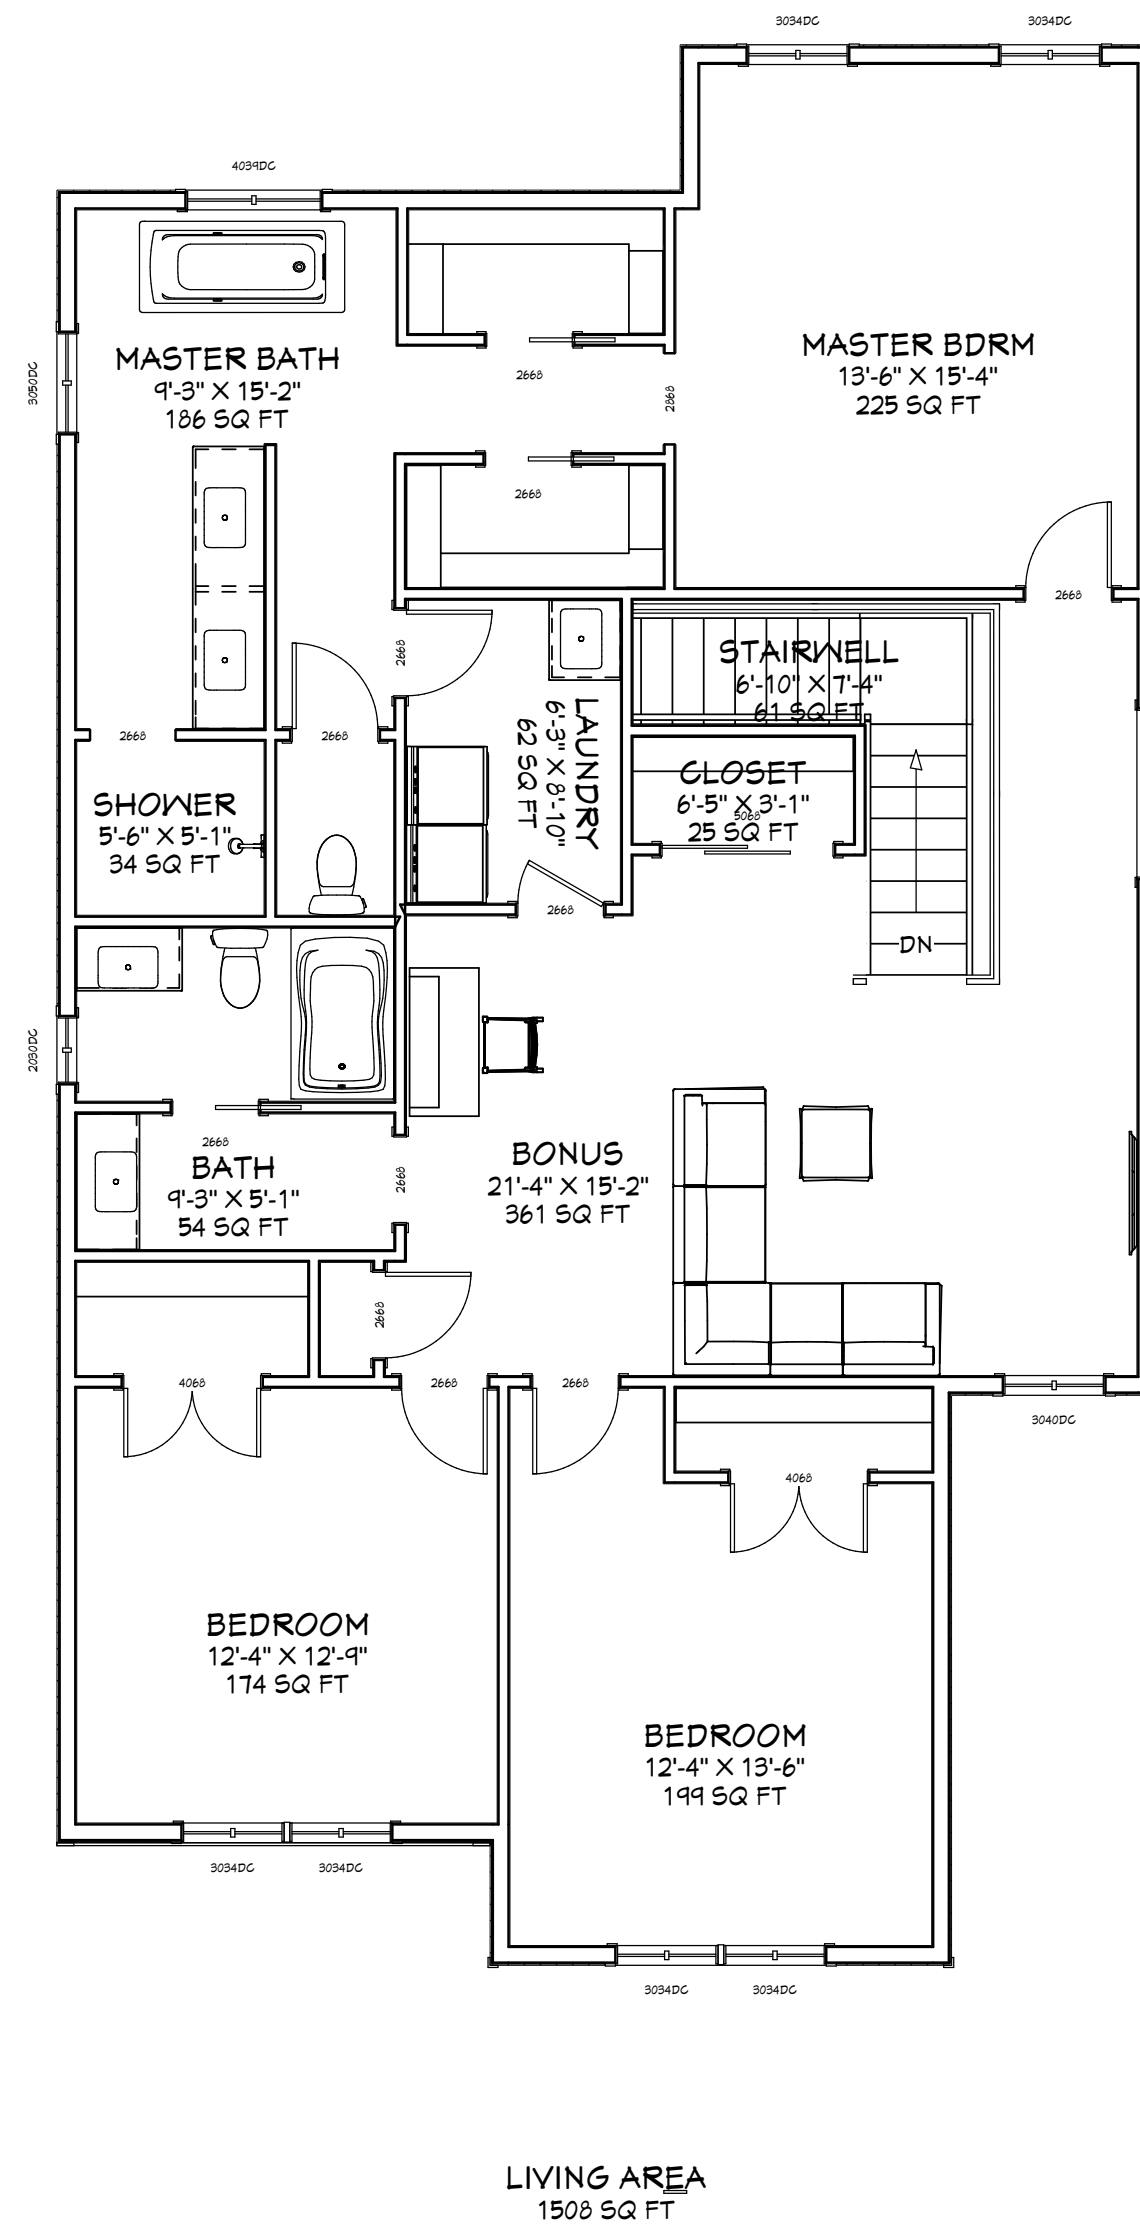 3034DC
3034DC
4039DC
3050DC
MASTER BATH
9'-3" X 15'-2"
186 SQ FT
2668
2868
MASTER BDRM
13'-6" X 15'-4"
225 SQ FT
2668
2668
2668
STAIRWELL
6'-10" X 7'-4"
61 SQ FT
2668
2668
LAUNDRY
6'-3" X 8'-10"
62 SQ FT
CLOSET
6'-5" X 3'-1"
5068
25 SQ FT
SHOWER
5'-6" X 5'-1"
34 SQ FT
2668
DN
2030DC
2668
BATH
9'-3" X 5'-1"
54 SQ FT
2668
BONUS
21'-4" X 15'-2"
361 SQ FT
2668
4068
2668
2668
3040DC
4068
BEDROOM
12'-4" X 12'-9"
174 SQ FT
BEDROOM
12'-4" X 13'-6"
199 SQ FT
3034DC
3034DC
3034DC
3034DC
LIVING AREA
1508 SQ FT